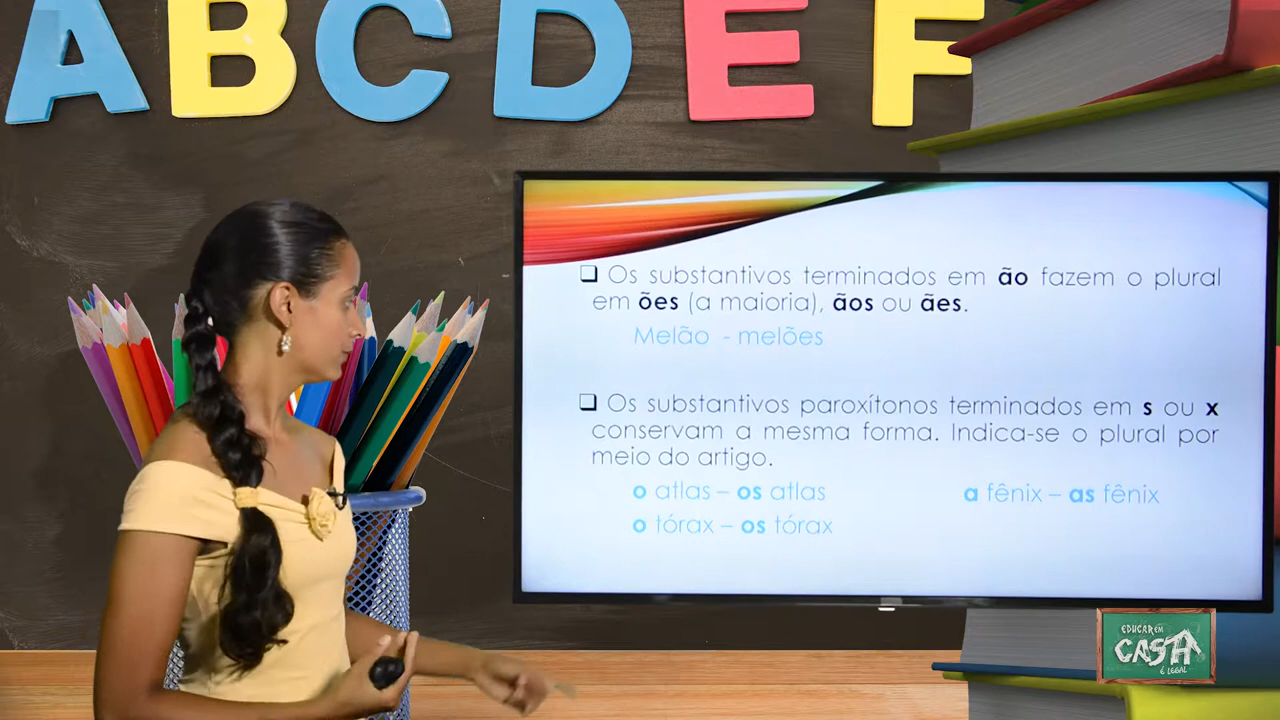 A B C D E F
❑ Os substantivos terminados em ão fazem o plural
em ões (a maioria), ãos ou ães.
Melão - melões
❑ Os substantivos paroxítonos terminados em s ou x
conservam a mesma forma. Indica-se o plural por
meio do artigo.
o atlas – os atlas
a fênix – as fênix
o tórax – os tórax
EDUCAR EM
CASA
É LEGAL